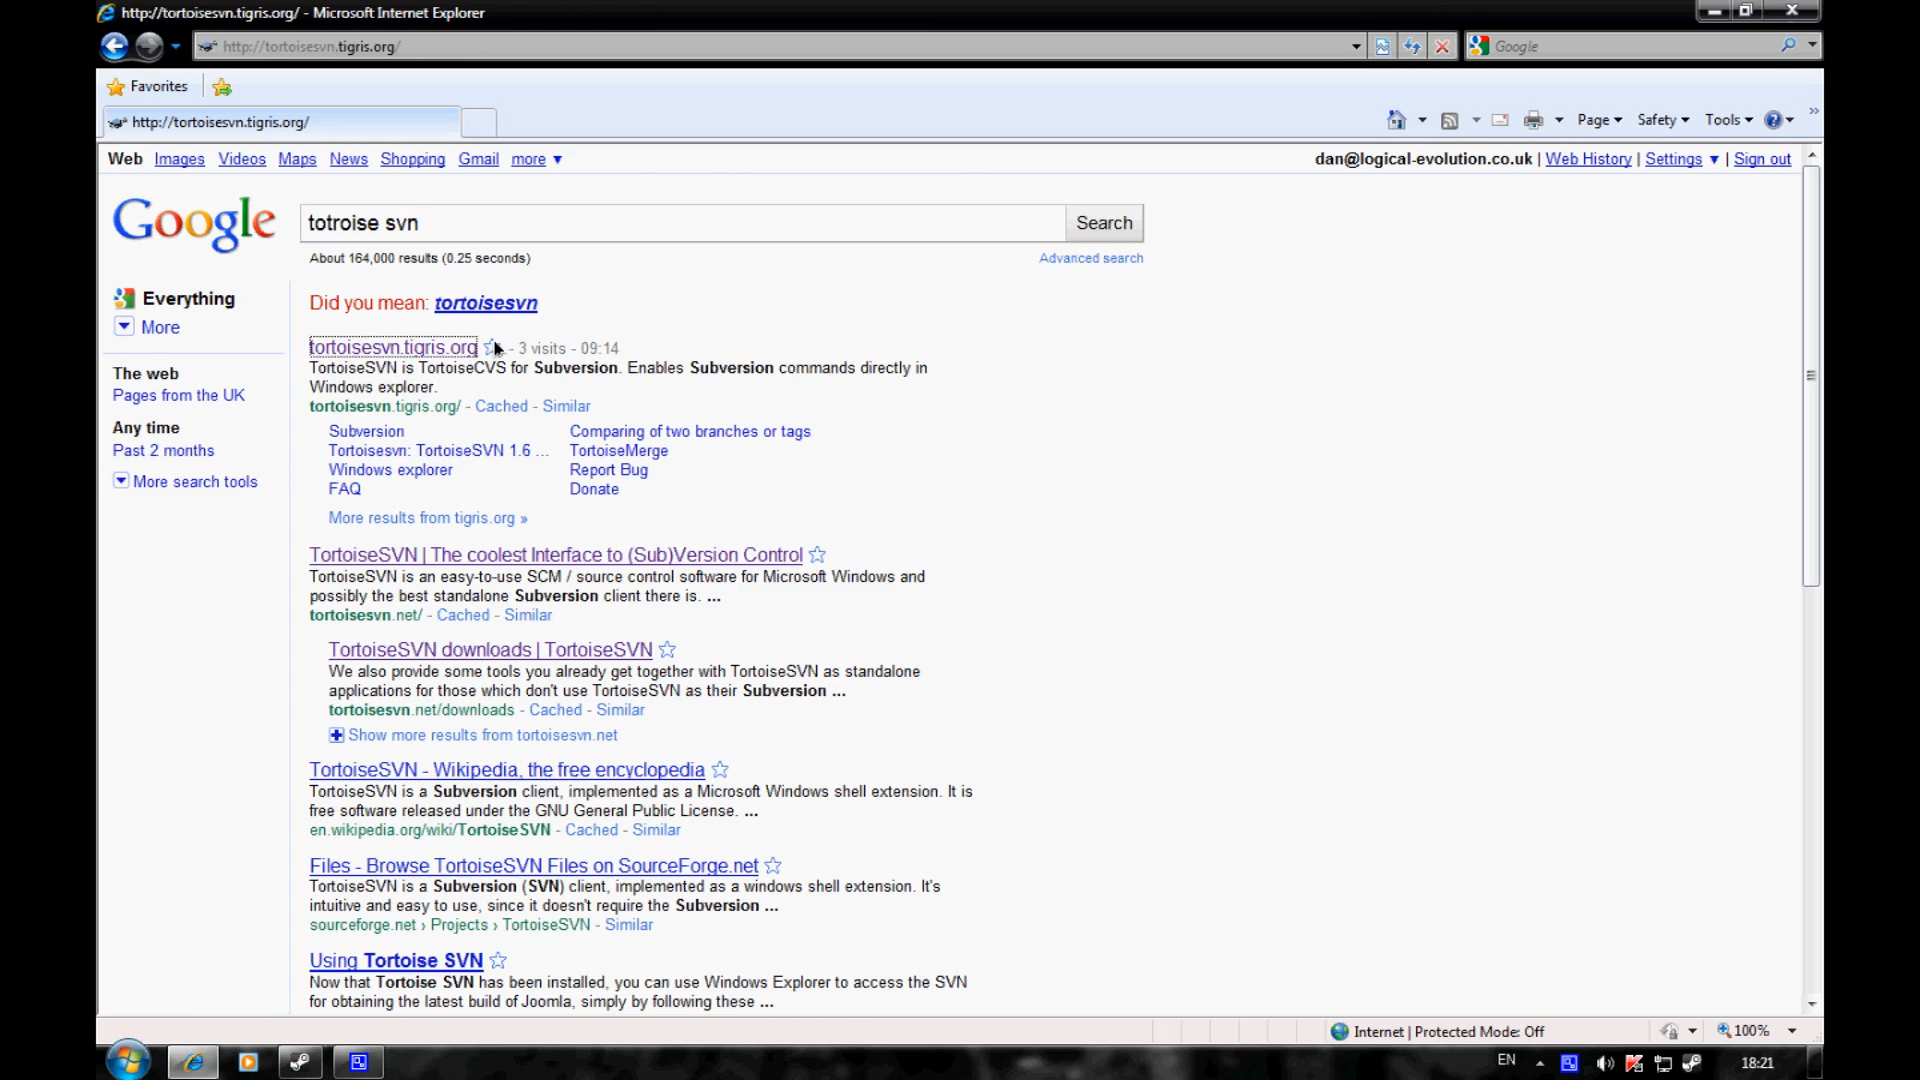 http://tortoisesvn.tigris.org/ - Microsoft Internet Explorer
http://tortoisesvn.tigris.org/
Google
Favorites
http://tortoisesvn.tigris.org/
Page
Safety
Tools
Web Images Videos Maps News Shopping Gmail more ▼
dan@logical-evolution.co.uk | Web History | Settings ▼ | Sign out
Google
totroise svn
Search
About 164,000 results (0.25 seconds)
Advanced search
Everything
More
The web
Pages from the UK
Any time
Past 2 months
More search tools
Did you mean: tortoisesvn
tortoisesvn.tigris.org - 3 visits - 09:14
TortoiseSVN is TortoiseCVS for Subversion. Enables Subversion commands directly in
Windows explorer.
tortoisesvn.tigris.org/ - Cached - Similar
Subversion
Comparing of two branches or tags
Tortoisesvn: TortoiseSVN 1.6 ...
TortoiseMerge
Windows explorer
Report Bug
FAQ
Donate
More results from tigris.org »
TortoiseSVN | The coolest Interface to (Sub)Version Control
TortoiseSVN is an easy-to-use SCM / source control software for Microsoft Windows and
possibly the best standalone Subversion client there is. ...
tortoisesvn.net/ - Cached - Similar
TortoiseSVN downloads | TortoiseSVN
We also provide some tools you already get together with TortoiseSVN as standalone
applications for those which don't use TortoiseSVN as their Subversion ...
tortoisesvn.net/downloads - Cached - Similar
Show more results from tortoisesvn.net
TortoiseSVN - Wikipedia, the free encyclopedia
TortoiseSVN is a Subversion client, implemented as a Microsoft Windows shell extension. It is
free software released under the GNU General Public License. ...
en.wikipedia.org/wiki/TortoiseSVN - Cached - Similar
Files - Browse TortoiseSVN Files on SourceForge.net
TortoiseSVN is a Subversion (SVN) client, implemented as a windows shell extension. It's
intuitive and easy to use, since it doesn't require the Subversion ...
sourceforge.net › Projects › TortoiseSVN - Similar
Using Tortoise SVN
Now that Tortoise SVN has been installed, you can use Windows Explorer to access the SVN
for obtaining the latest build of Joomla, simply by following these ...
Internet | Protected Mode: Off
100%
EN
18:21